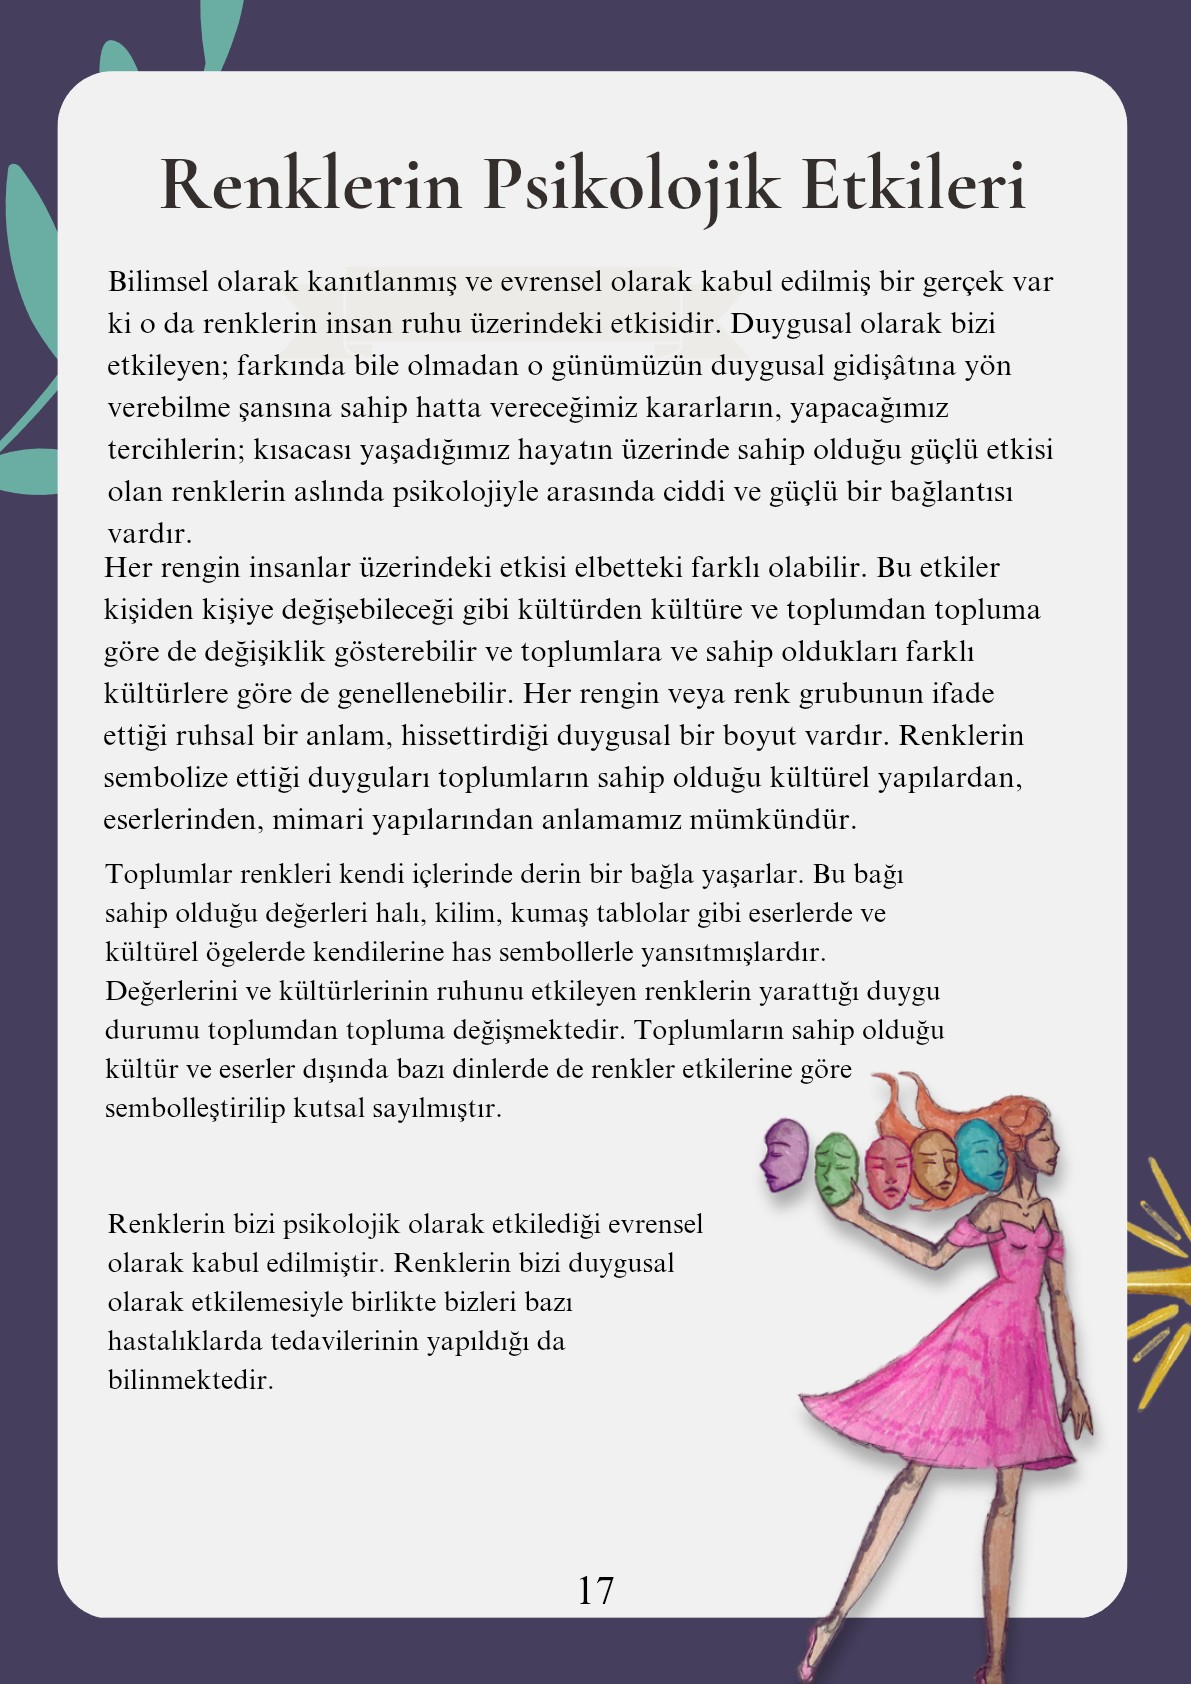 Renklerin Psikolojik Etkileri
Bilimsel olarak kanıtlanmış ve evrensel olarak kabul edilmiş bir gerçek var
ki o da renklerin insan ruhu üzerindeki etkisidir. Duygusal olarak bizi
etkileyen; farkında bile olmadan o günümüzün duygusal gidişâtına yön
verebilme şansına sahip hatta vereceğimiz kararların, yapacağımız
tercihlerin; kısacası yaşadığımız hayatın üzerinde sahip olduğu güçlü etkisi
olan renklerin aslında psikolojiyle arasında ciddi ve güçlü bir bağlantısı
vardır.
Her rengin insanlar üzerindeki etkisi elbetteki farklı olabilir. Bu etkiler
kişiden kişiye değişebileceği gibi kültürden kültüre ve toplumdan topluma
göre de değişiklik gösterebilir ve toplumlara ve sahip oldukları farklı
kültürlere göre de genellenebilir. Her rengin veya renk grubunun ifade
ettiği ruhsal bir anlam, hissettirdiği duygusal bir boyut vardır. Renklerin
sembolize ettiği duyguları toplumların sahip olduğu kültürel yapılardan,
eserlerinden, mimari yapılarından anlamamız mümkündür.
Toplumlar renkleri kendi içlerinde derin bir bağla yaşarlar. Bu bağı
sahip olduğu değerleri halı, kilim, kumaş tablolar gibi eserlerde ve
kültürel ögelerde kendilerine has sembollerle yansıtmışlardır.
Değerlerini ve kültürlerinin ruhunu etkileyen renklerin yarattığı duygu
durumu toplumdan topluma değişmektedir. Toplumların sahip olduğu
kültür ve eserler dışında bazı dinlerde de renkler etkilerine göre
sembolleştirilip kutsal sayılmıştır.
Renklerin bizi psikolojik olarak etkilediği evrensel
olarak kabul edilmiştir. Renklerin bizi duygusal
olarak etkilemesiyle birlikte bizleri bazı
hastalıklarda tedavilerinin yapıldığı da
bilinmektedir.
17